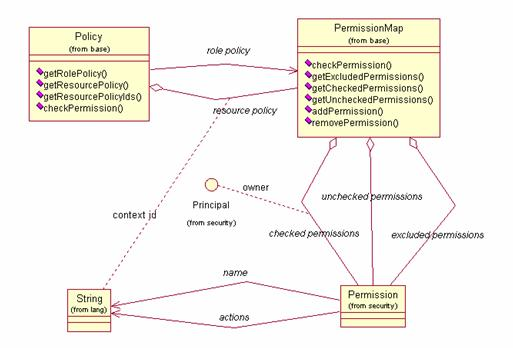 Policy
(from base)
getRolePolicy()
getResourcePolicy()
getResourcePolicyIds
checkPermission()
role policy
resource policy
PermissionMap
(from base)
checkPermission()
getExcludedPermissions()
getCheckedPermissions()
getUncheckedPermissions()
addPermission()
removePermission()
owner
Principal
(from security)
unchecked permissions
context id
checked permissions
excluded permissions
name
String
(from lang)
actions
Permission
(from security)